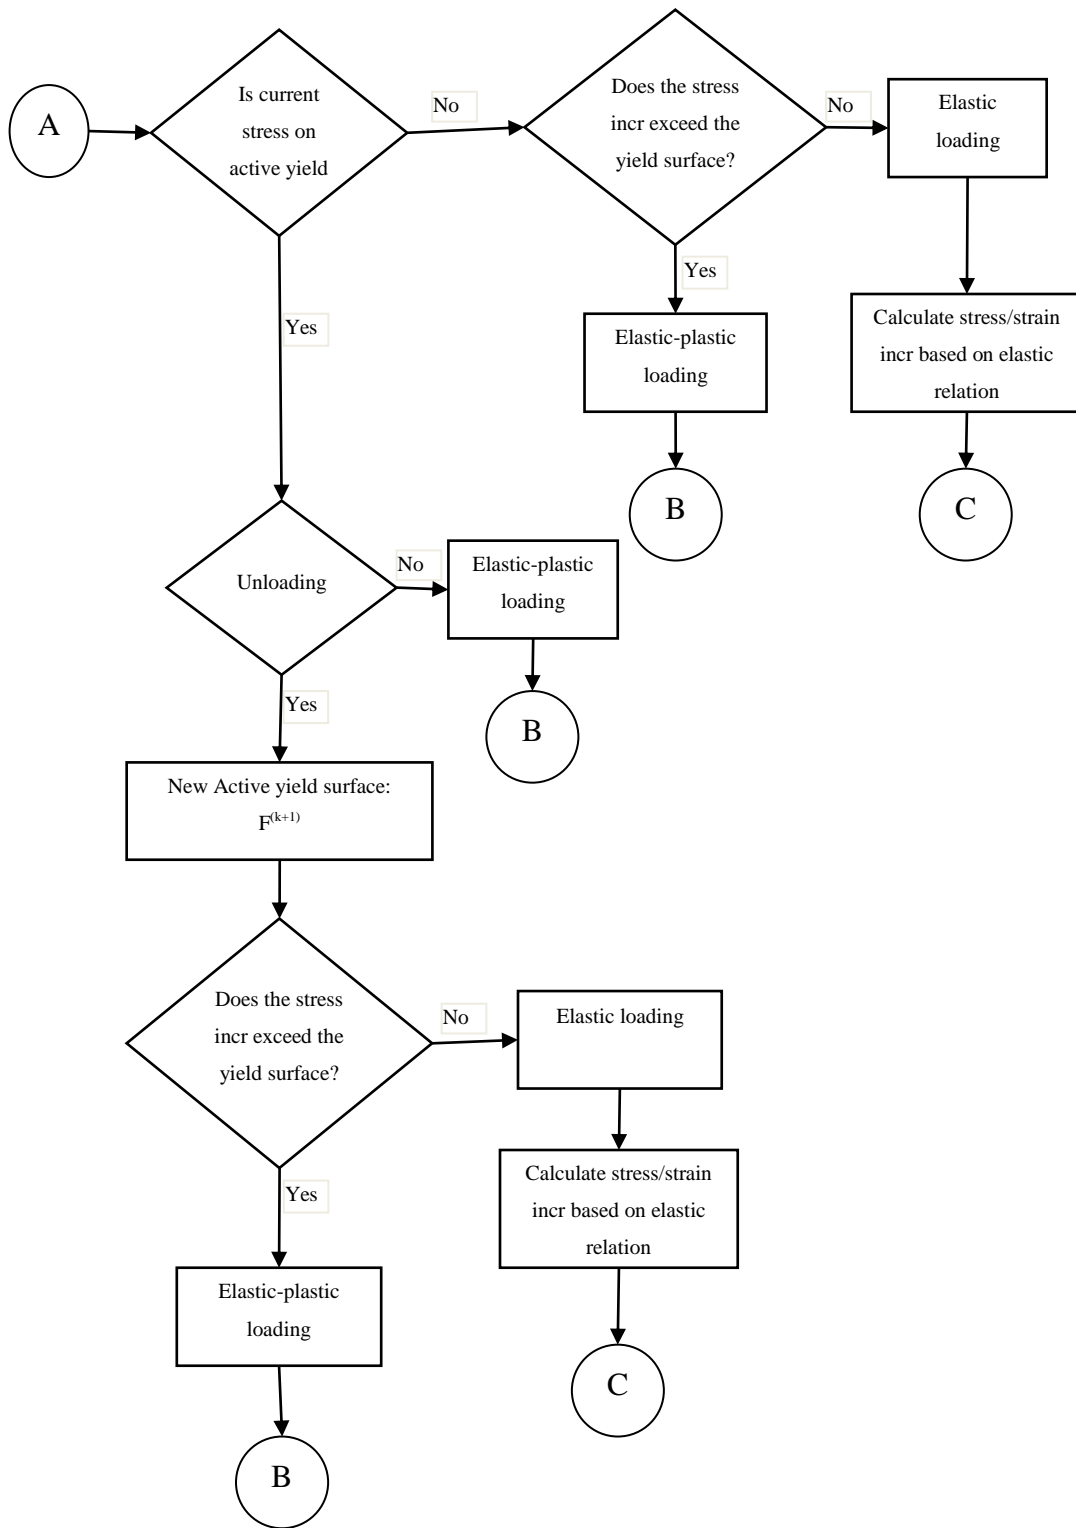 A
Is current
stress on
active yield
No
Does the stress
incr exceed the
yield surface?
No
Elastic
loading
Yes
Yes
Elastic-plastic
loading
Calculate stress/strain
incr based on elastic
relation
B
C
Unloading
No
Elastic-plastic
loading
Yes
B
New Active yield surface:
F(k+1)
Does the stress
incr exceed the
yield surface?
No
Elastic loading
Yes
Calculate stress/strain
incr based on elastic
relation
Elastic-plastic
loading
C
B